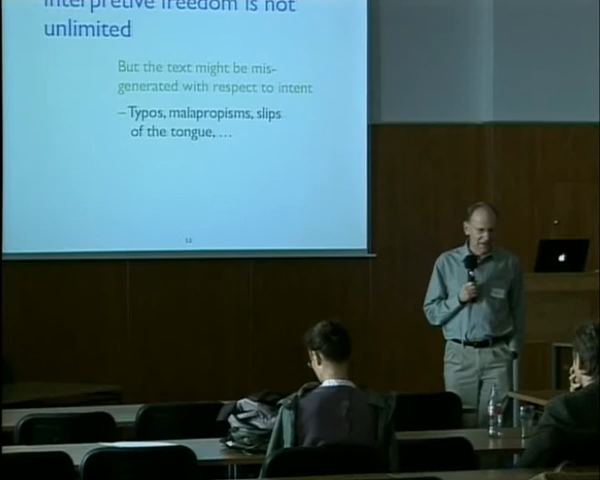 interpretive freedom is not
unlimited
But the text might be mis-
generated with respect to intent
– Typos, malapropisms, slips
of the tongue, …